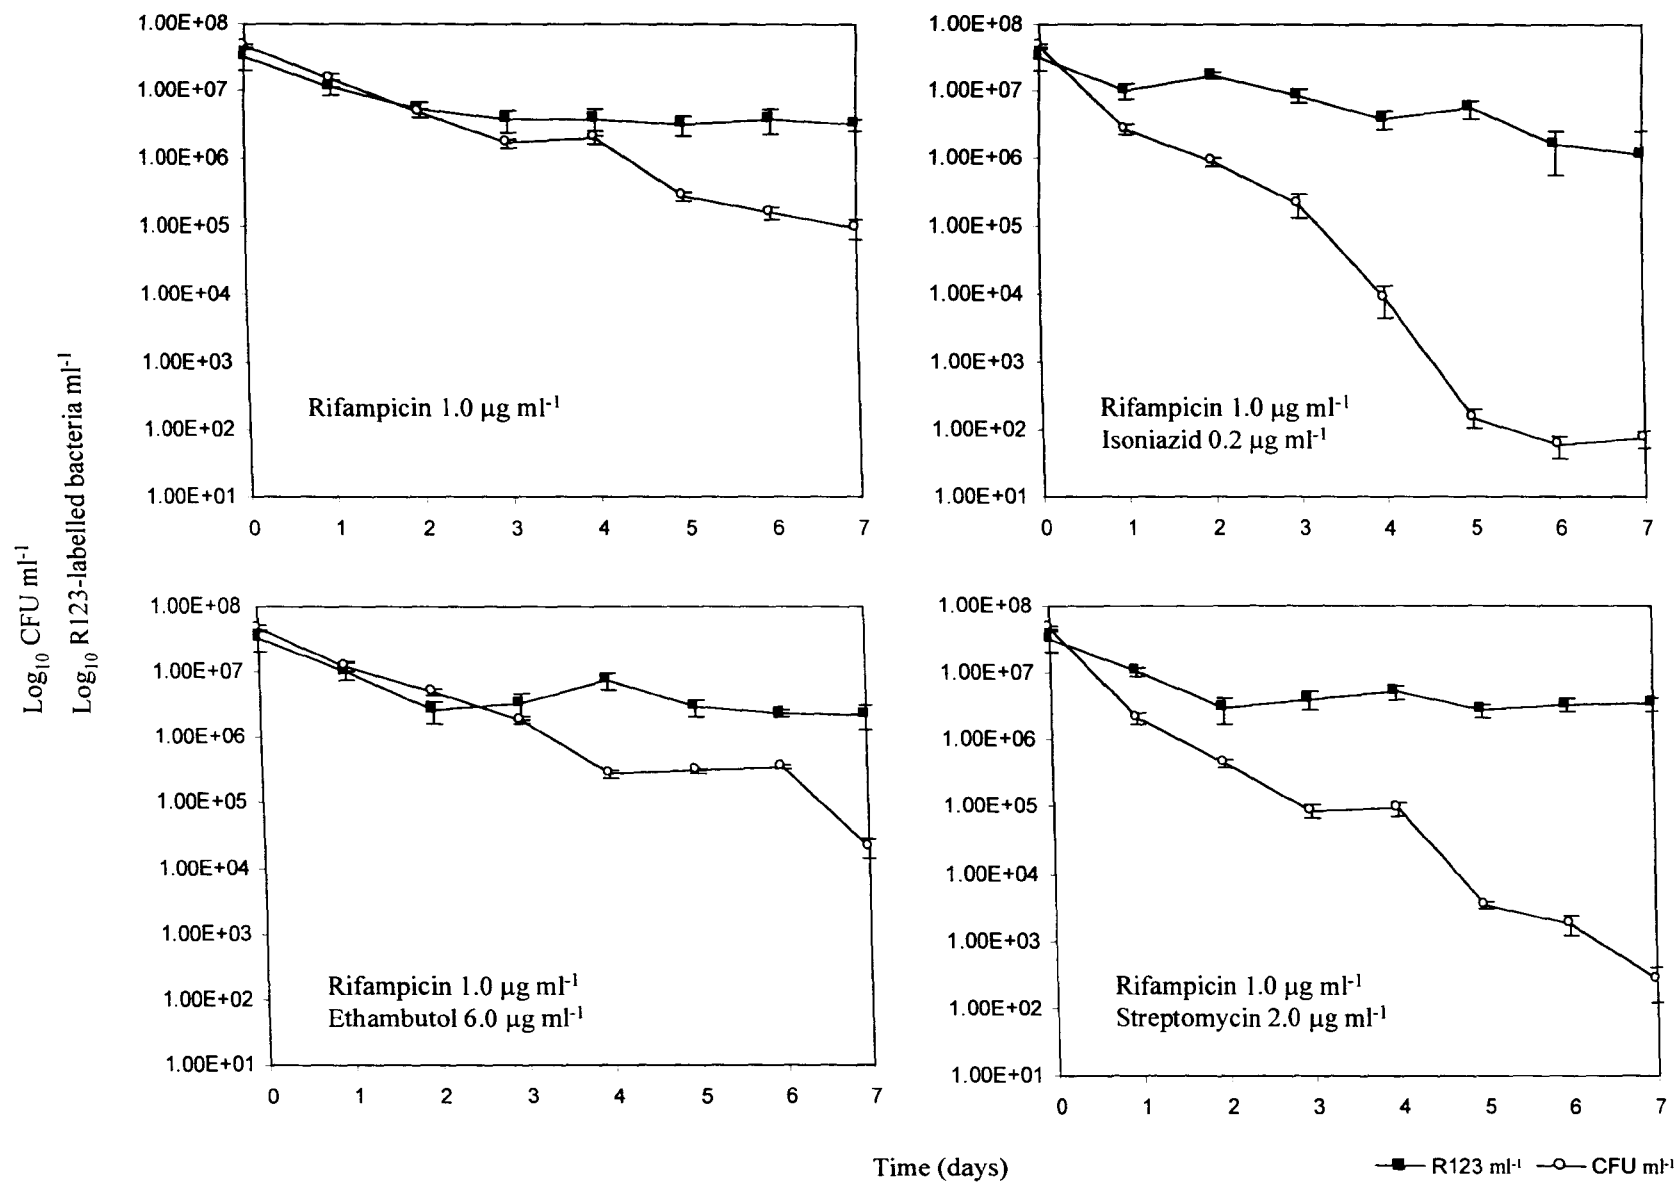 Log₁₀ CFU ml⁻¹
Log₁₀ R123-labelled bacteria ml⁻¹
1.00E+08
1.00E+07
1.00E+06
1.00E+05
1.00E+04
1.00E+03
1.00E+02
1.00E+01
Rifampicin 1.0 µg ml⁻¹
0 1 2 3 4 5 6 7
1.00E+08
1.00E+07
1.00E+06
1.00E+05
1.00E+04
1.00E+03
1.00E+02
1.00E+01
Rifampicin 1.0 µg ml⁻¹
Isoniazid 0.2 µg ml⁻¹
0 1 2 3 4 5 6 7
1.00E+08
1.00E+07
1.00E+06
1.00E+05
1.00E+04
1.00E+03
1.00E+02
1.00E+01
Rifampicin 1.0 µg ml⁻¹
Ethambutol 6.0 µg ml⁻¹
0 1 2 3 4 5 6 7
1.00E+08
1.00E+07
1.00E+06
1.00E+05
1.00E+04
1.00E+03
1.00E+02
1.00E+01
Rifampicin 1.0 µg ml⁻¹
Streptomycin 2.0 µg ml⁻¹
0 1 2 3 4 5 6 7
Time (days)
R123 ml⁻¹ CFU ml⁻¹